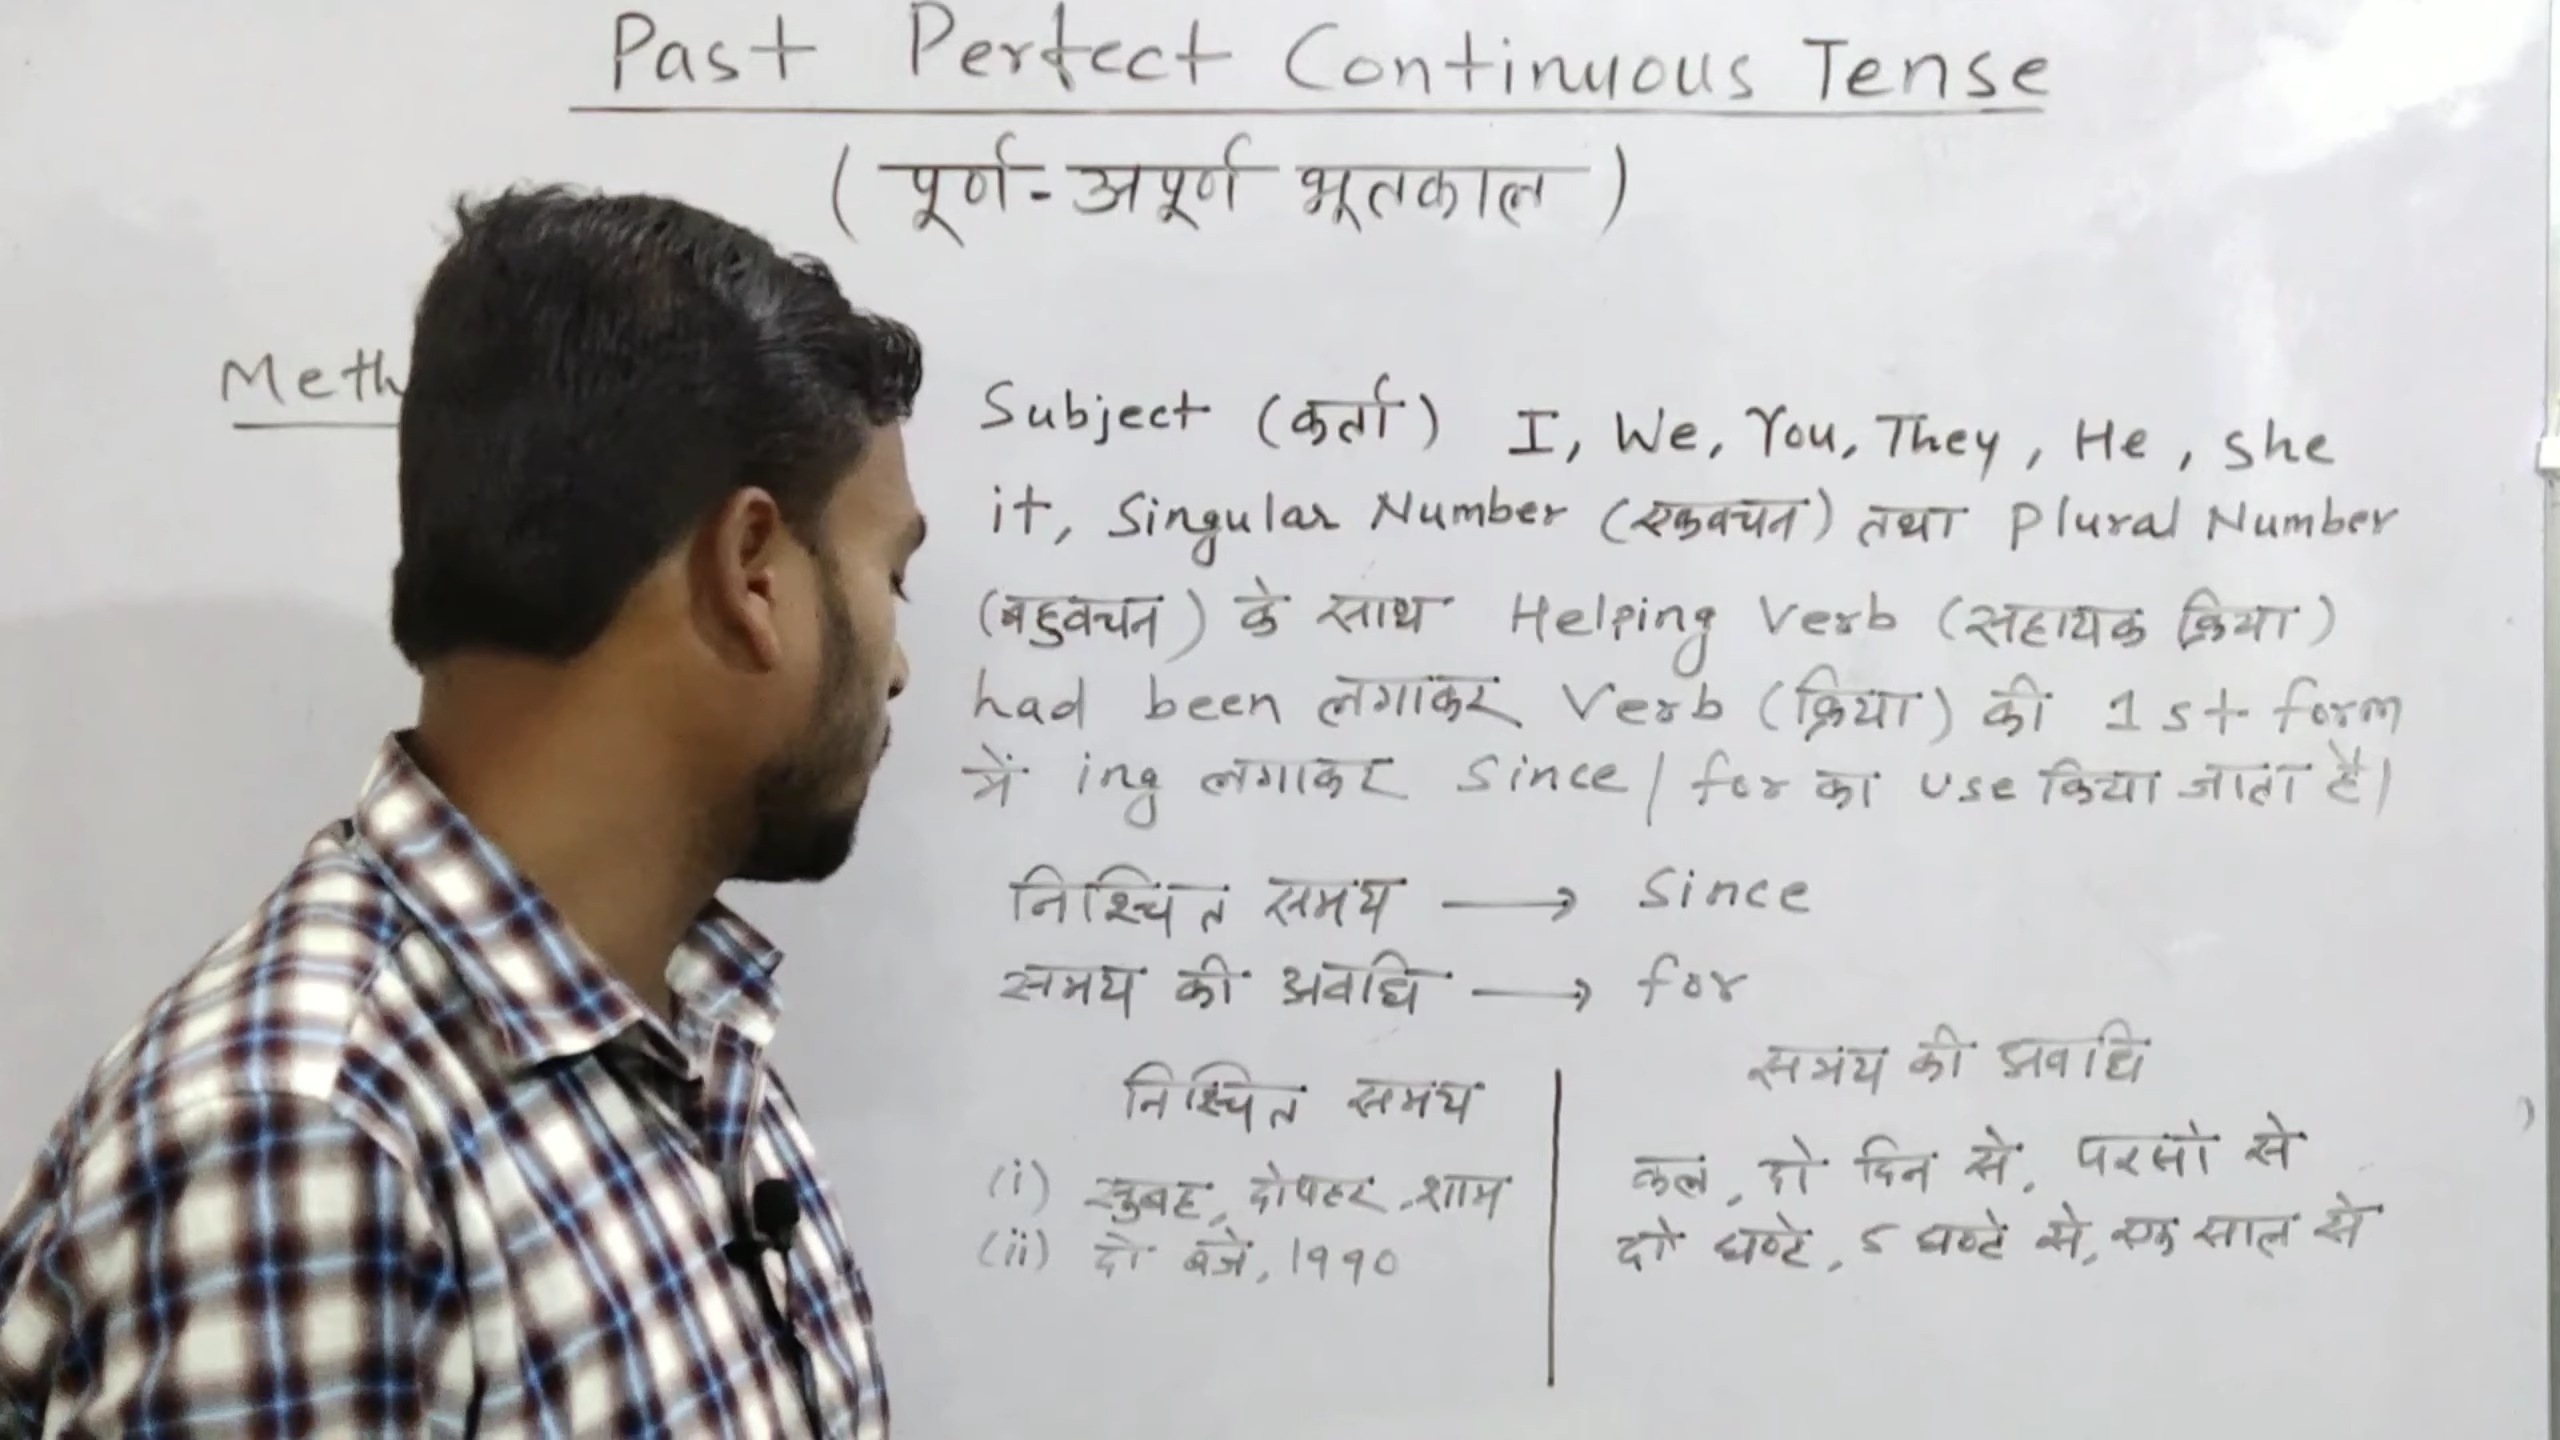 Past Perfect Continuous Tense
(पूर्ण-अपूर्ण भूतकाल)
Meth
Subject (कर्ता) I, We, You, They, He, she
it, Singular Number (एकवचन) तथा Plural Number
(बहुवचन) के साथ Helping Verb (सहायक क्रिया)
had been लगाकर Verb (क्रिया) की 1st form
में ing लगाकर Since/for का use किया जाता है।
निश्चित समय → Since
समय की अवधि → for
निश्चित समय
(i) सुबह, दोपहर, शाम
(ii) दो बजे, 1990
समय की अवधि
कल, दो दिन से, परसो से
दो घण्टे, 5 घण्टे से, एक साल से